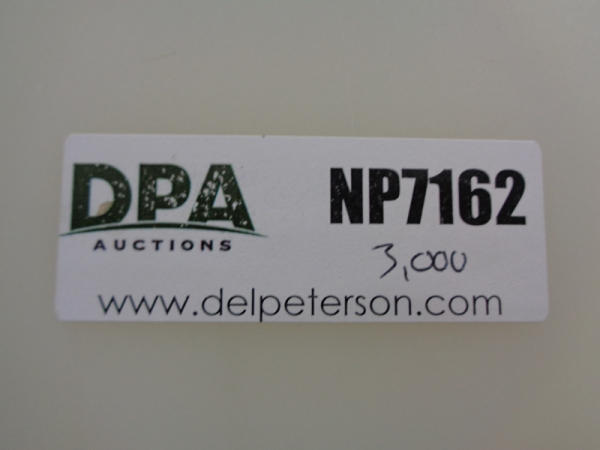 DPA
AUCTIONS
NP7162
3,000
www.delpeterson.com